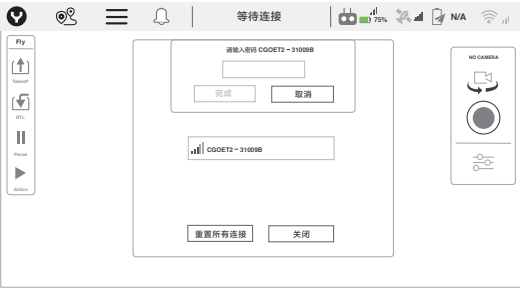 等待连接
75%
N/A
Fly
Takeoff
RTL
Pause
Action
请输入密码 CGOET2－31009B
完成
取消
CGOET2－31009B
重置所有连接
关闭
NO CAMERA